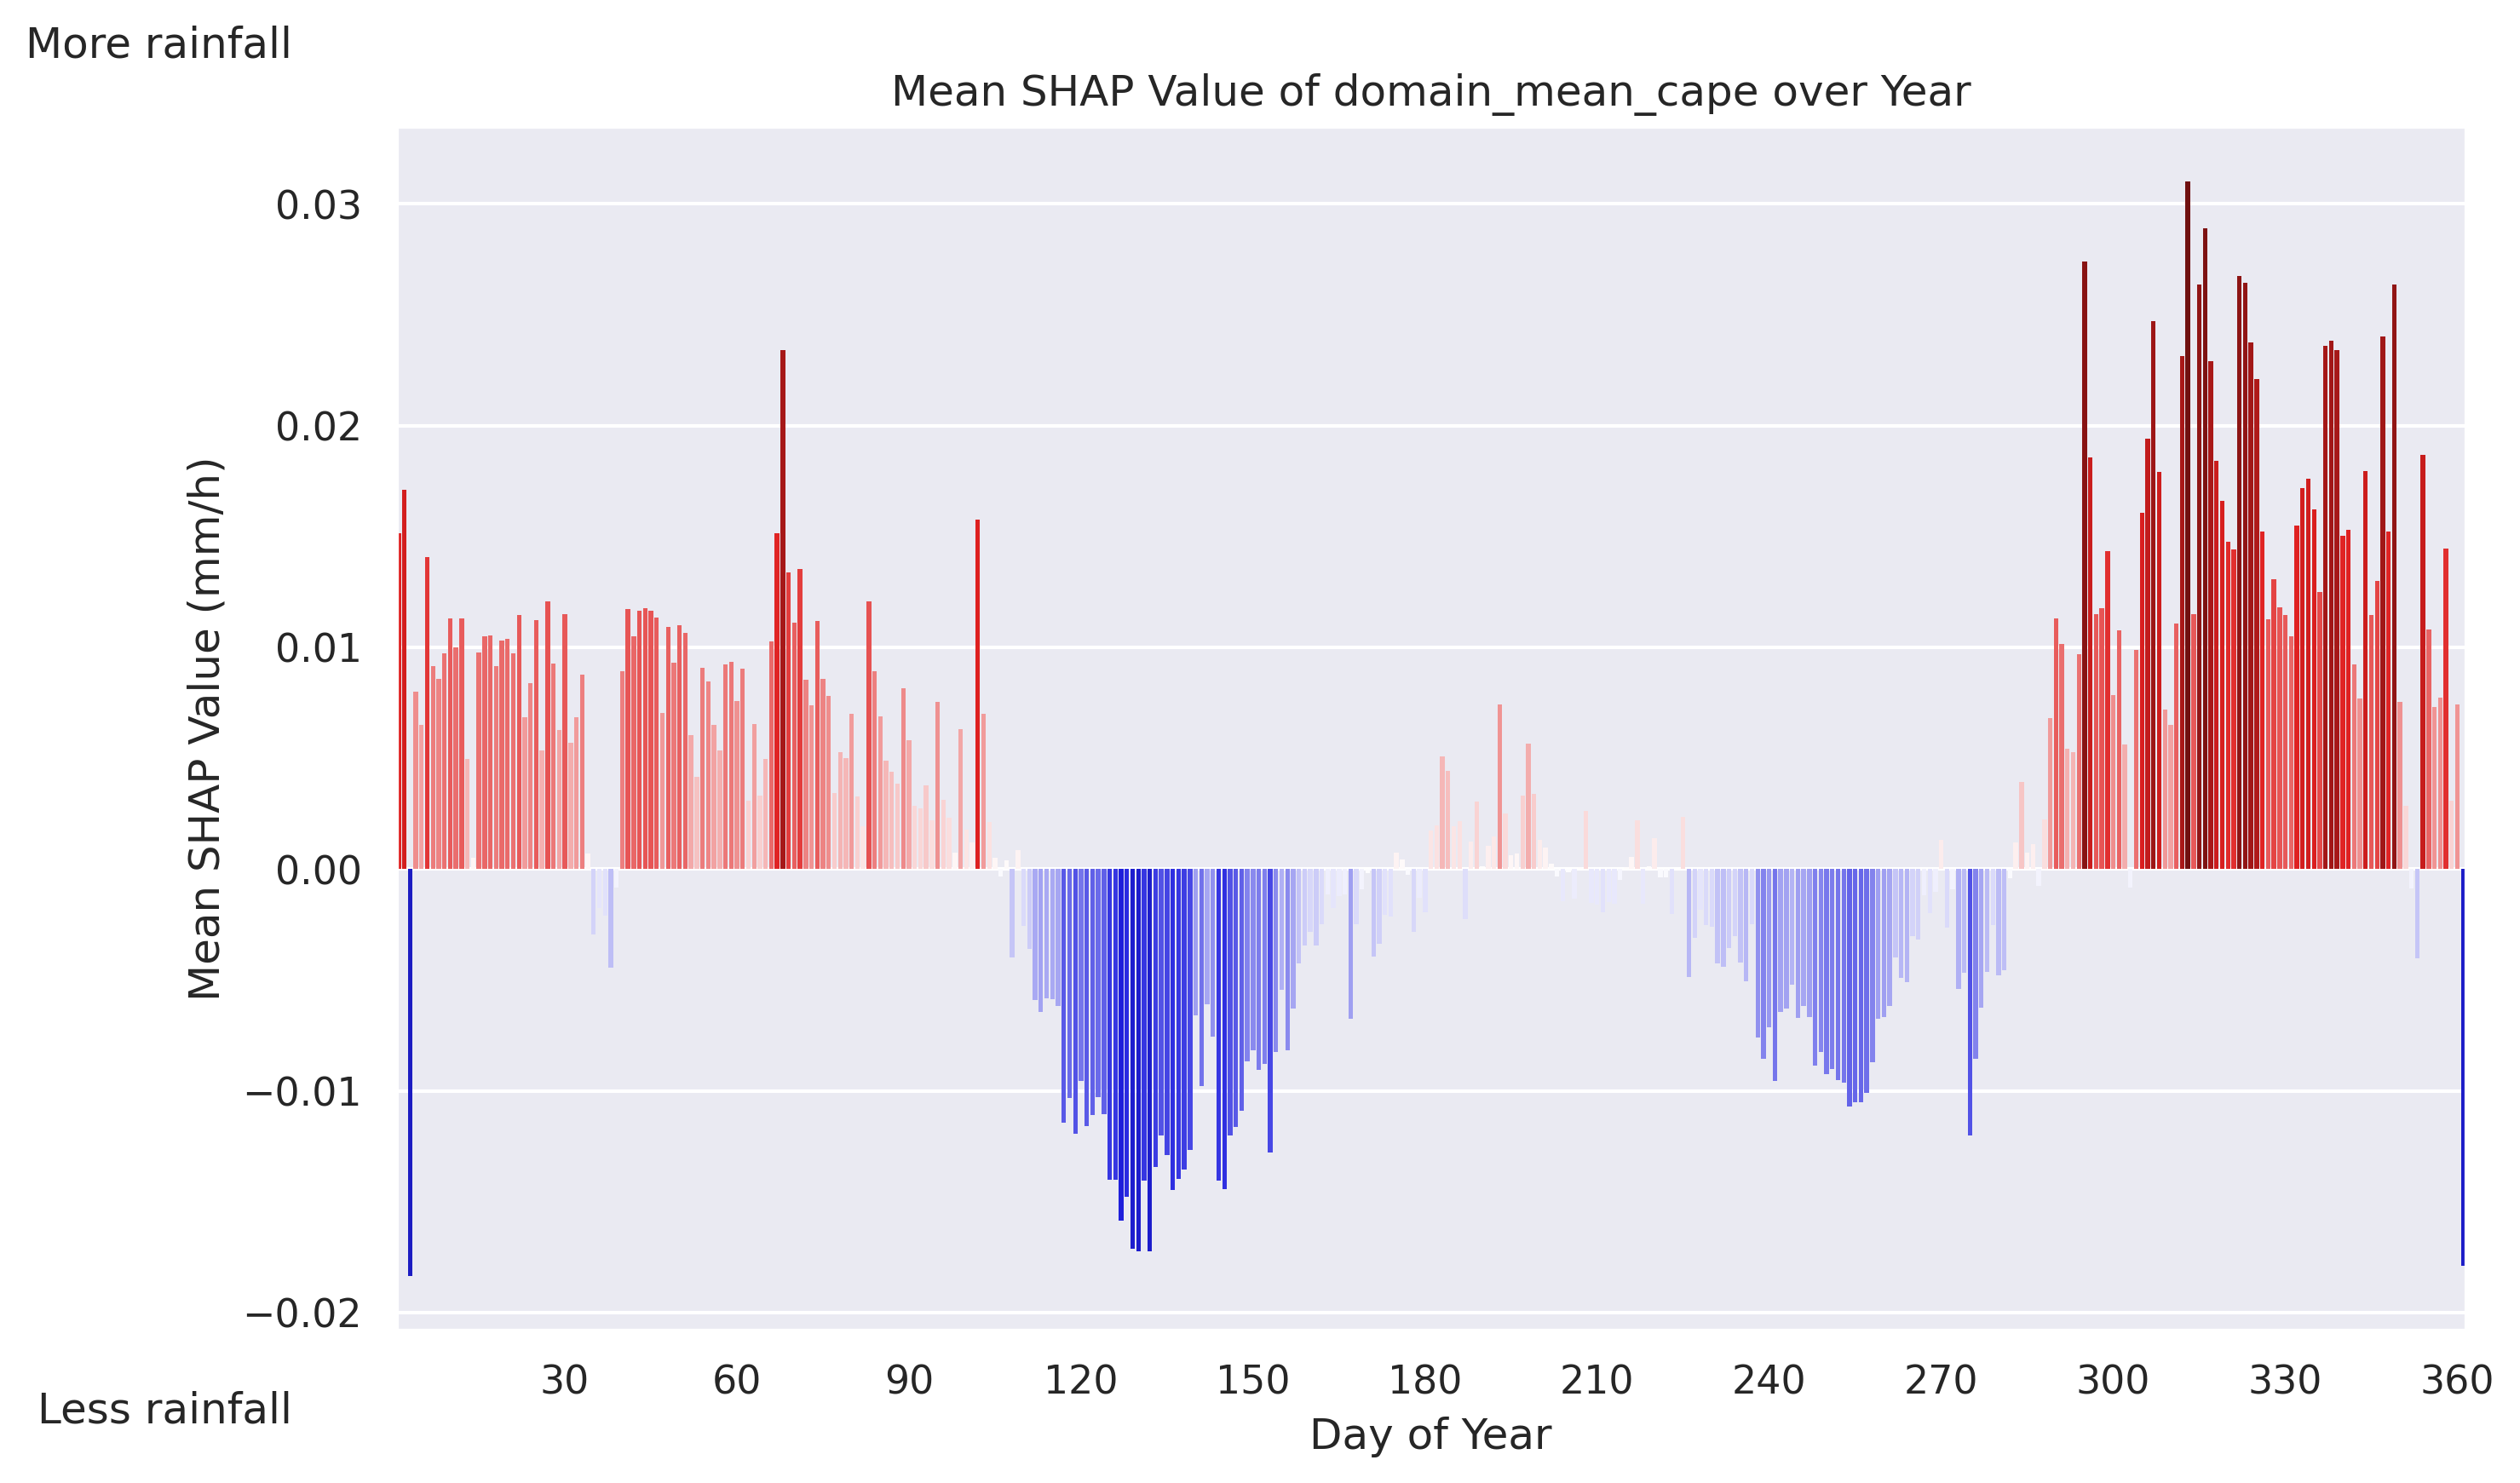 More rainfall
Mean SHAP Value of domain_mean_cape over Year
Mean SHAP Value (mm/h)
0.03
0.02
0.01
0.00
−0.01
−0.02
30 60 90 120 150 180 210 240 270 300 330 360
Less rainfall
Day of Year